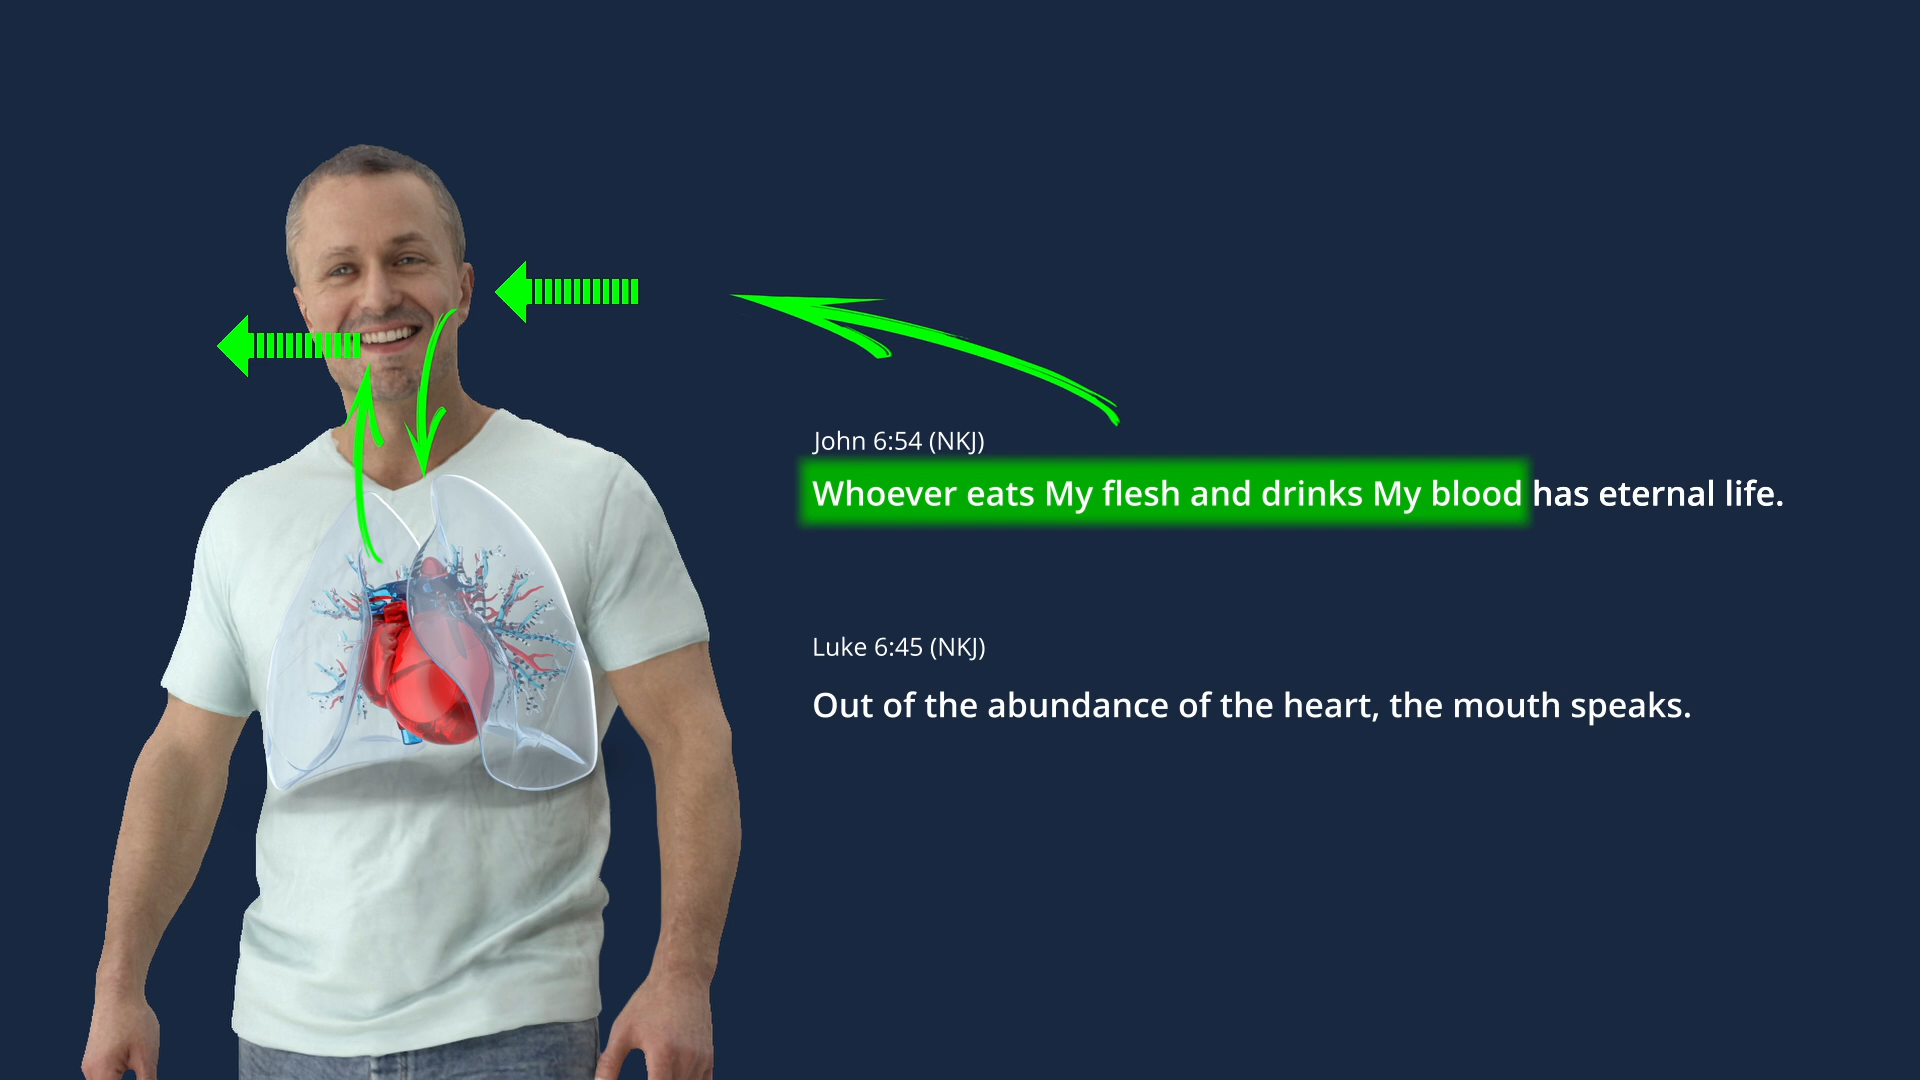 John 6:54 (NKJ)
Whoever eats My flesh and drinks My blood has eternal life.
Luke 6:45 (NKJ)
Out of the abundance of the heart, the mouth speaks.